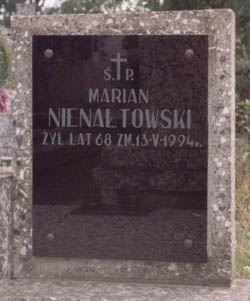 Ś.†P.
MARIAN
NIENAŁTOWSKI
ŻYŁ LAT 68 ZM.13-V-1994r.